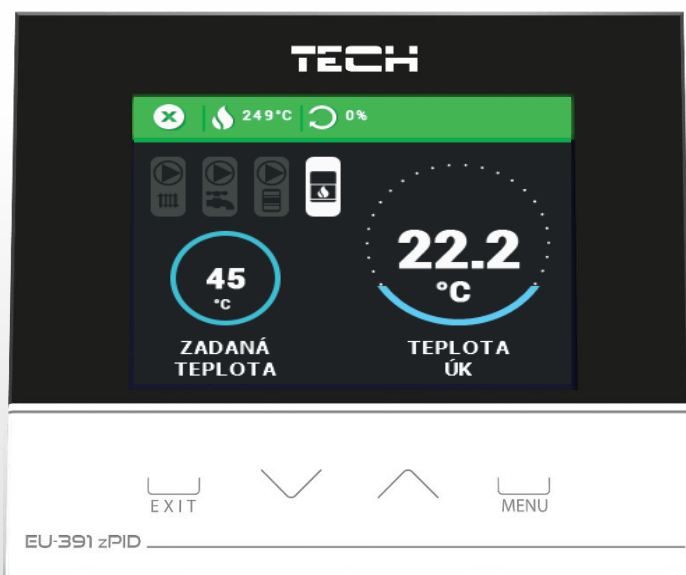 TECH
249°C 0%
45
°C
22.2
°C
ZADANÁ
TEPLOTA
TEPLOTA
ÚK
EXIT
MENU
EU-391 zPID